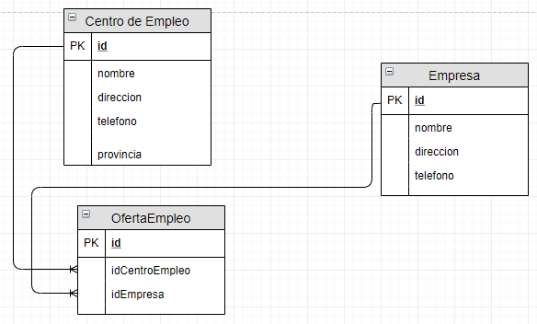 Centro de Empleo
PK id
nombre
direccion
telefono
provincia
Empresa
PK id
nombre
direccion
telefono
OfertaEmpleo
PK id
idCentroEmpleo
idEmpresa